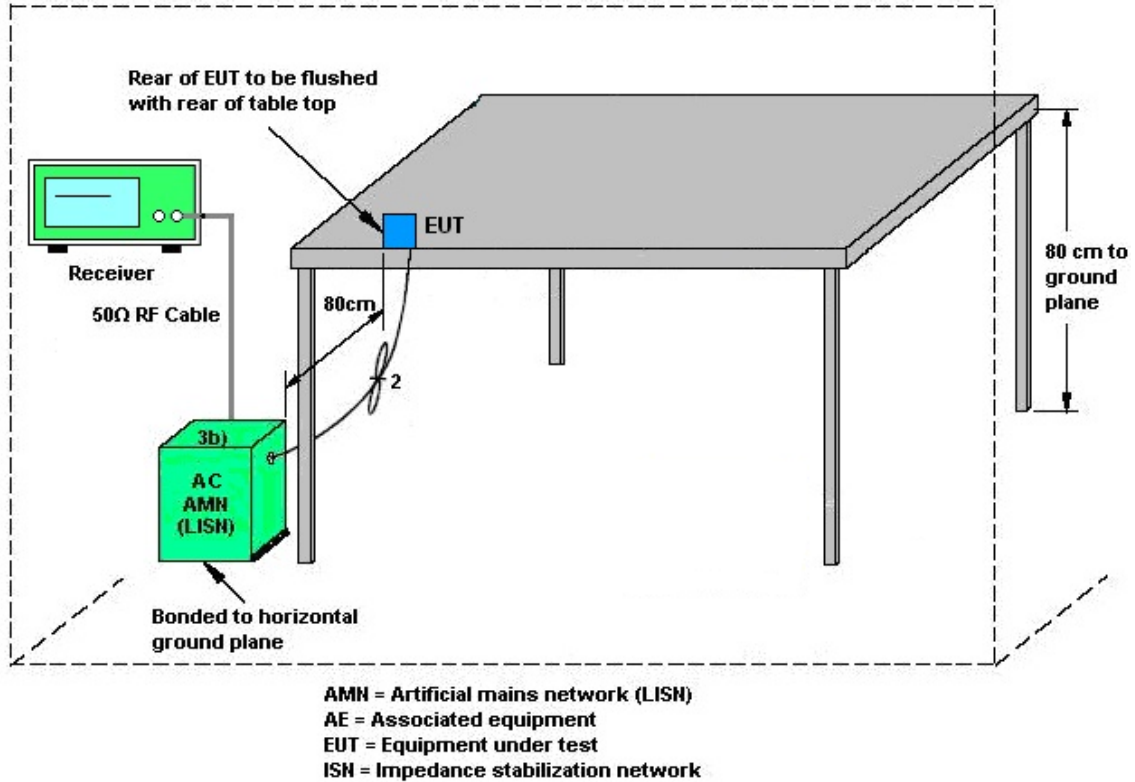 Rear of EUT to be flushed
with rear of table top
EUT
Receiver
80 cm to
ground
plane
80cm
50Ω RF Cable
2
3b)
AC
AMN
(LISN)
Bonded to horizontal
ground plane
AMN = Artificial mains network (LISN)
AE = Associated equipment
EUT = Equipment under test
ISN = Impedance stabilization network